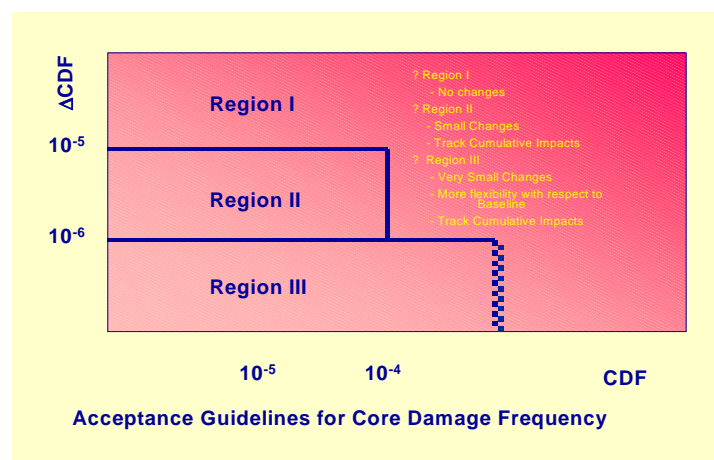 ΔCDF
? Region I
- No changes
? Region II
- Small Changes
- Track Cumulative Impacts
? Region III
- Very Small Changes
- More flexibility with respect to
Baseline
- Track Cumulative Impacts
Region I
10⁻⁵
Region II
10⁻⁶
Region III
10⁻⁵ 10⁻⁴ CDF
Acceptance Guidelines for Core Damage Frequency